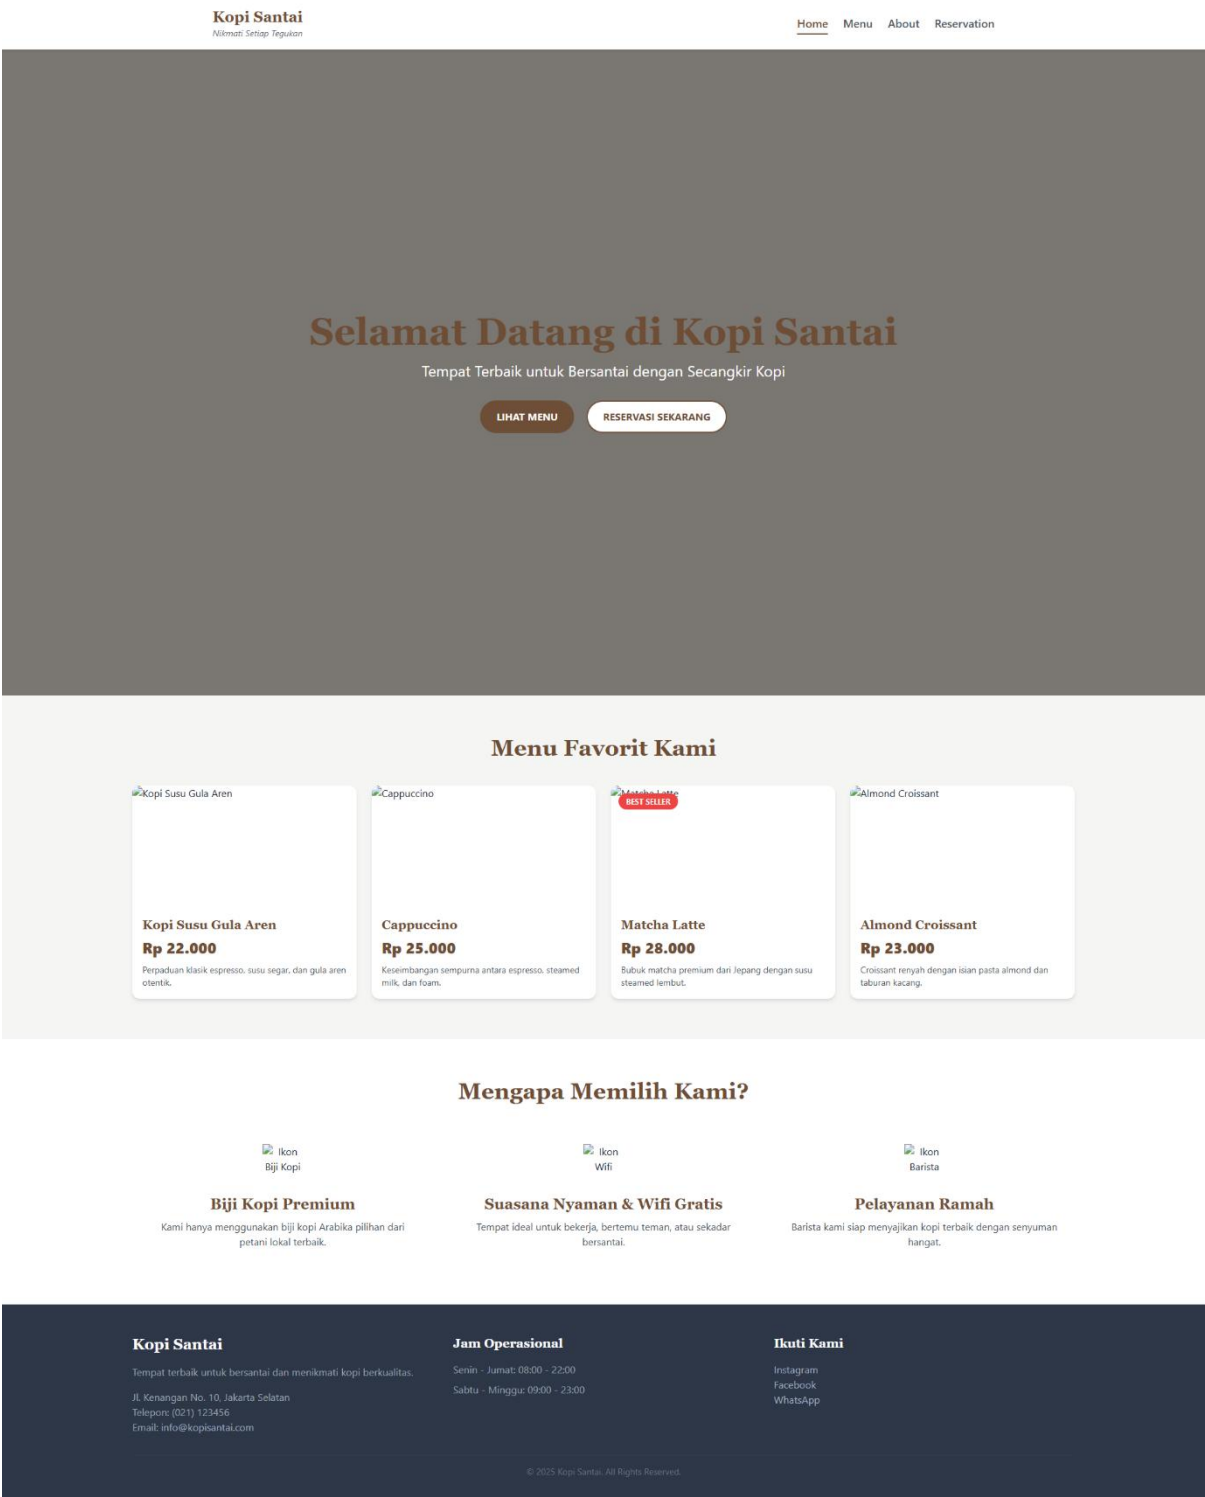 Kopi Santai
Nikmati Setiap Tegukan
Home Menu About Reservation
Selamat Datang di Kopi Santai
Tempat Terbaik untuk Bersantai dengan Secangkir Kopi
LIHAT MENU
RESERVASI SEKARANG
Menu Favorit Kami
Kopi Susu Gula Aren
Kopi Susu Gula Aren
Rp 22.000
Perpaduan klasik espresso, susu segar, dan gula aren
otentik.
Cappuccino
Cappuccino
Rp 25.000
Keseimbangan sempurna antara espresso, steamed
milk, dan foam.
Matcha Latte
BEST SELLER
Matcha Latte
Rp 28.000
Bubuk matcha premium dari Jepang dengan susu
steamed lembut.
Almond Croissant
Almond Croissant
Rp 23.000
Croissant renyah dengan isian pasta almond dan
taburan kacang.
Mengapa Memilih Kami?
Ikon
Biji Kopi
Biji Kopi Premium
Kami hanya menggunakan biji kopi Arabika pilihan dari
petani lokal terbaik.
Ikon
Wifi
Suasana Nyaman & Wifi Gratis
Tempat ideal untuk bekerja, bertemu teman, atau sekadar
bersantai.
Ikon
Barista
Pelayanan Ramah
Barista kami siap menyajikan kopi terbaik dengan senyuman
hangat.
Kopi Santai
Tempat terbaik untuk bersantai dan menikmati kopi berkualitas.
Jl. Kenangan No. 10, Jakarta Selatan
Telepon: (021) 123456
Email: info@kopisantai.com
Jam Operasional
Senin - Jumat: 08:00 - 22:00
Sabtu - Minggu: 09:00 - 23:00
Ikuti Kami
Instagram
Facebook
WhatsApp
© 2025 Kopi Santai. All Rights Reserved.